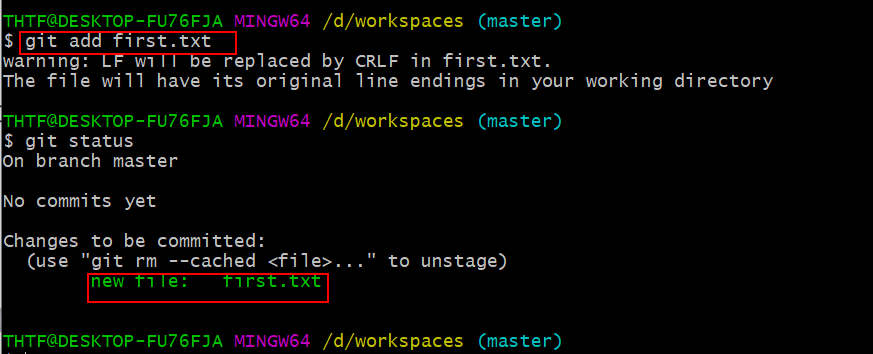 THTF@DESKTOP-FU76FJA MINGW64 /d/workspaces (master)
$ git add first.txt
warning: LF will be replaced by CRLF in first.txt.
The file will have its original line endings in your working directory
THTF@DESKTOP-FU76FJA MINGW64 /d/workspaces (master)
$ git status
On branch master
No commits yet
Changes to be committed:
  (use "git rm --cached <file>..." to unstage)
        new file:   first.txt
THTF@DESKTOP-FU76FJA MINGW64 /d/workspaces (master)